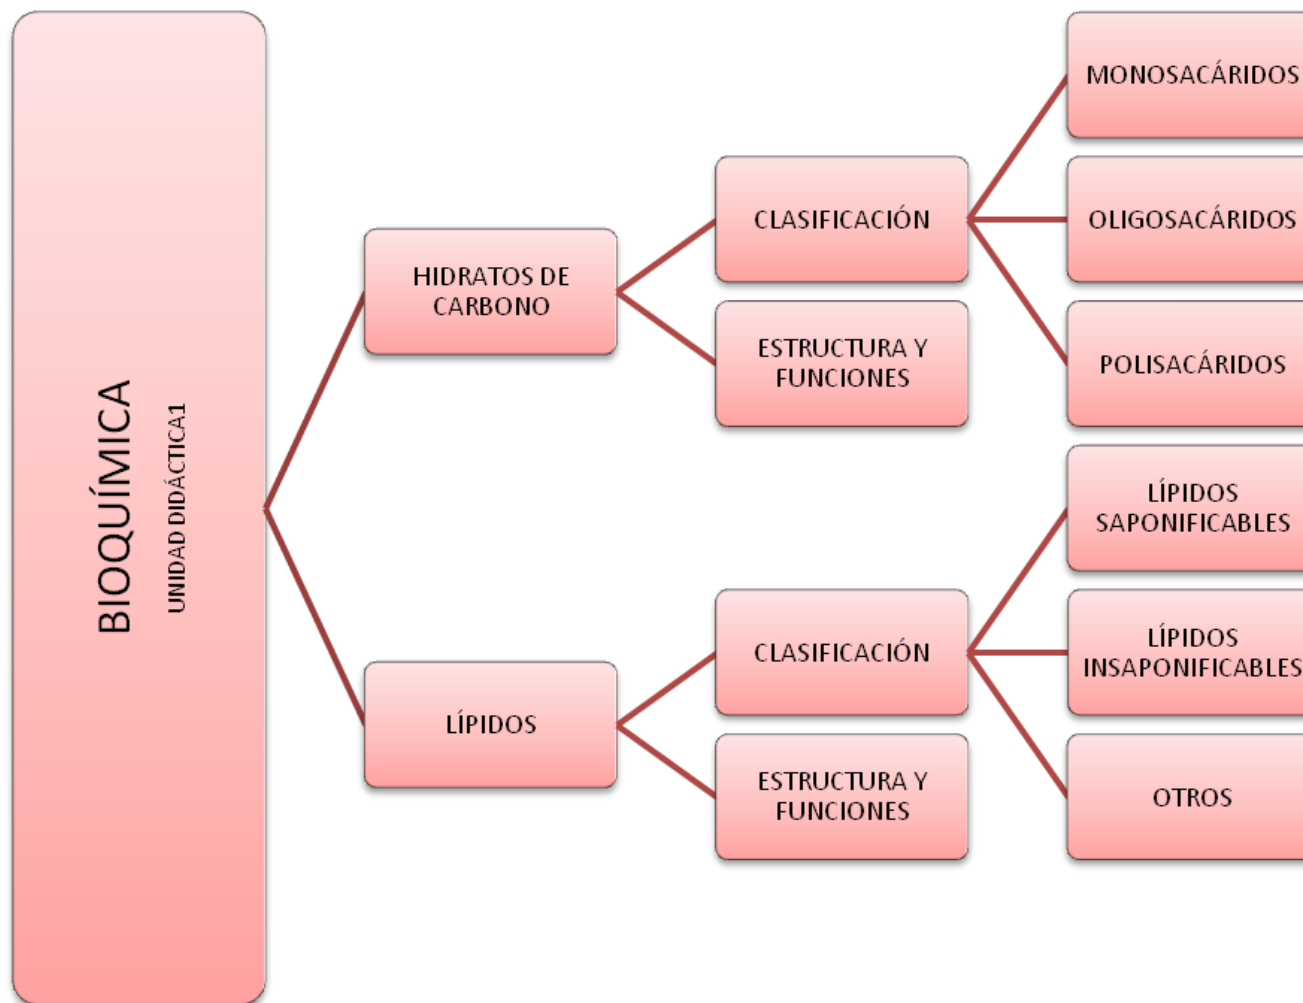 BIOQUÍMICA
UNIDAD DIDÁCTICA1
HIDRATOS DE
CARBONO
CLASIFICACIÓN
MONOSACÁRIDOS
OLIGOSACÁRIDOS
POLISACÁRIDOS
ESTRUCTURA Y
FUNCIONES
LÍPIDOS
CLASIFICACIÓN
LÍPIDOS
SAPONIFICABLES
LÍPIDOS
INSAPONIFICABLES
OTROS
ESTRUCTURA Y
FUNCIONES